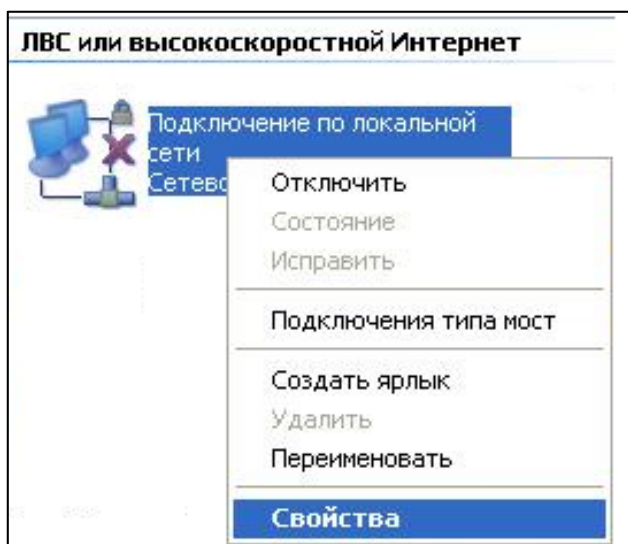 ЛВС или высокоскоростной Интернет
Подключение по локальной
сети
Отключить
Состояние
Исправить
Подключения типа мост
Создать ярлык
Удалить
Переименовать
Свойства